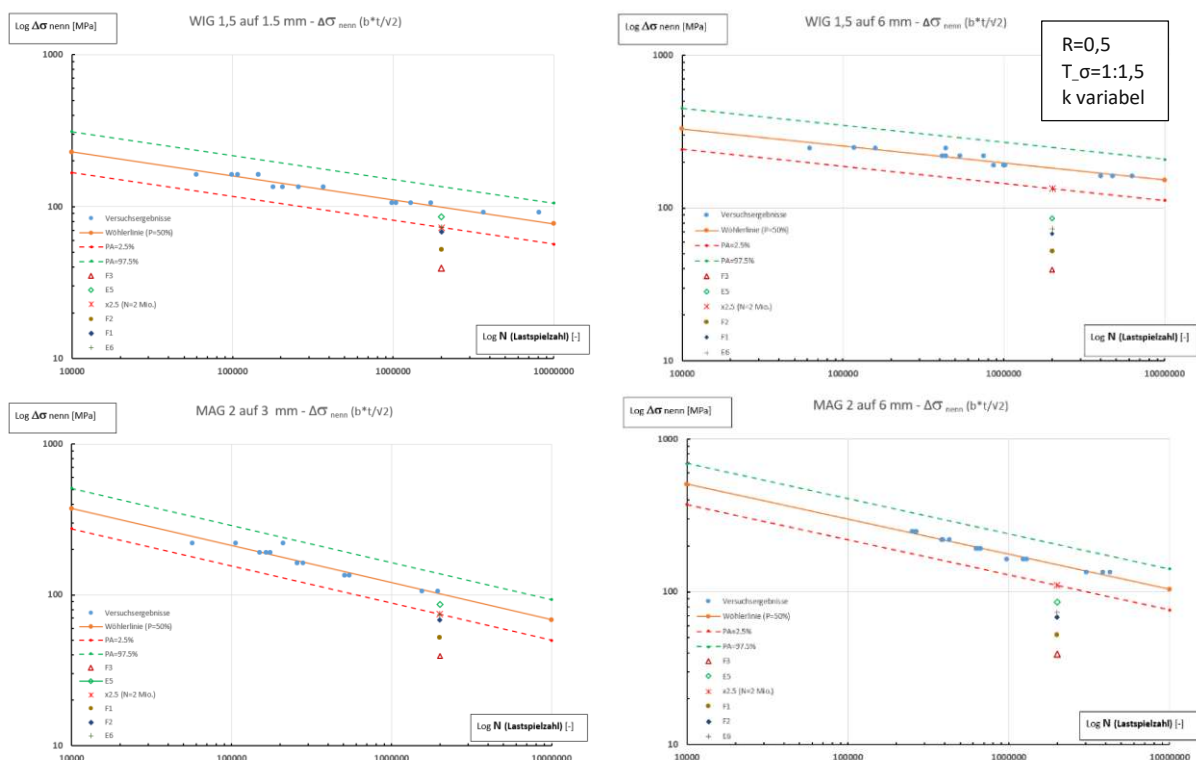 WIG 1,5 auf 1.5 mm - Δσ nenn (b*t/√2)
Log Δσ nenn [MPa]
1000
100
10
10000
100000
1000000
10000000
Versuchsergebnisse
Wöhlerlinie (P=50%)
PA=2.5%
PA=97.5%
F3
E5
x2.5 (N=2 Mio.)
F2
F1
E6
Log N (Lastspielzahl) [-]
WIG 1,5 auf 6 mm - Δσ nenn (b*t/√2)
Log Δσ nenn [MPa]
R=0,5
T_σ=1:1,5
k variabel
1000
100
10
10000
100000
1000000
10000000
Versuchsergebnisse
Wöhlerlinie (P=50%)
PA=2.5%
PA=97.5%
F3
E5
x2.5 (N=2 Mio.)
F2
F1
E6
Log N (Lastspielzahl) [-]
MAG 2 auf 3 mm - Δσ nenn (b*t/√2)
Log Δσ nenn [MPa]
1000
100
10
10000
100000
1000000
10000000
Versuchsergebnisse
Wöhlerlinie (P=50%)
PA=2.5%
PA=97.5%
F3
E5
x2.5 (N=2 Mio.)
F1
F2
E6
Log N (Lastspielzahl) [-]
MAG 2 auf 6 mm - Δσ nenn (b*t/√2)
Log Δσ nenn [MPa]
1000
100
10
10000
100000
1000000
10000000
Versuchsergebnisse
Wöhlerlinie (P=50%)
PA=2.5%
PA=97.5%
F3
E5
x2.5 (N=2 Mio.)
F1
F2
E6
Log N (Lastspielzahl) [-]